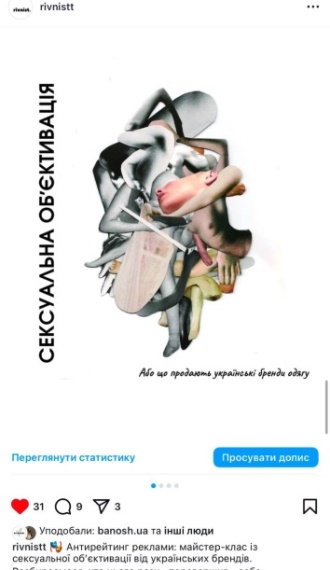 rivnist.
rivnistt
СЕКСУАЛЬНА ОБ'ЄКТИВАЦІЯ
Або що продають українські бренди одягу
Переглянути статистику
Просувати допис
31
9
3
Уподобали: banosh.ua та інші люди
rivnistt Антирейтинг реклами: майстер-клас із
сексуальної об'єктивації від українських брендів.